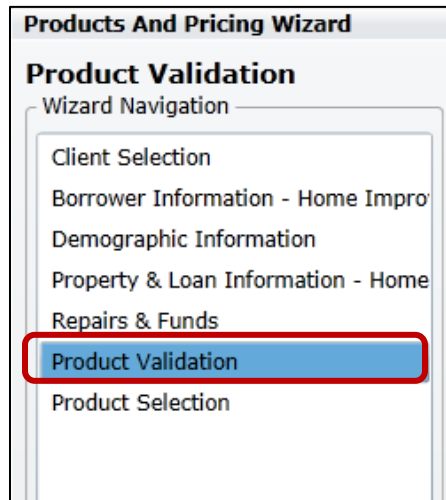 Products And Pricing Wizard
Product Validation
Wizard Navigation
Client Selection
Borrower Information - Home Impro
Demographic Information
Property & Loan Information - Home
Repairs & Funds
Product Validation
Product Selection